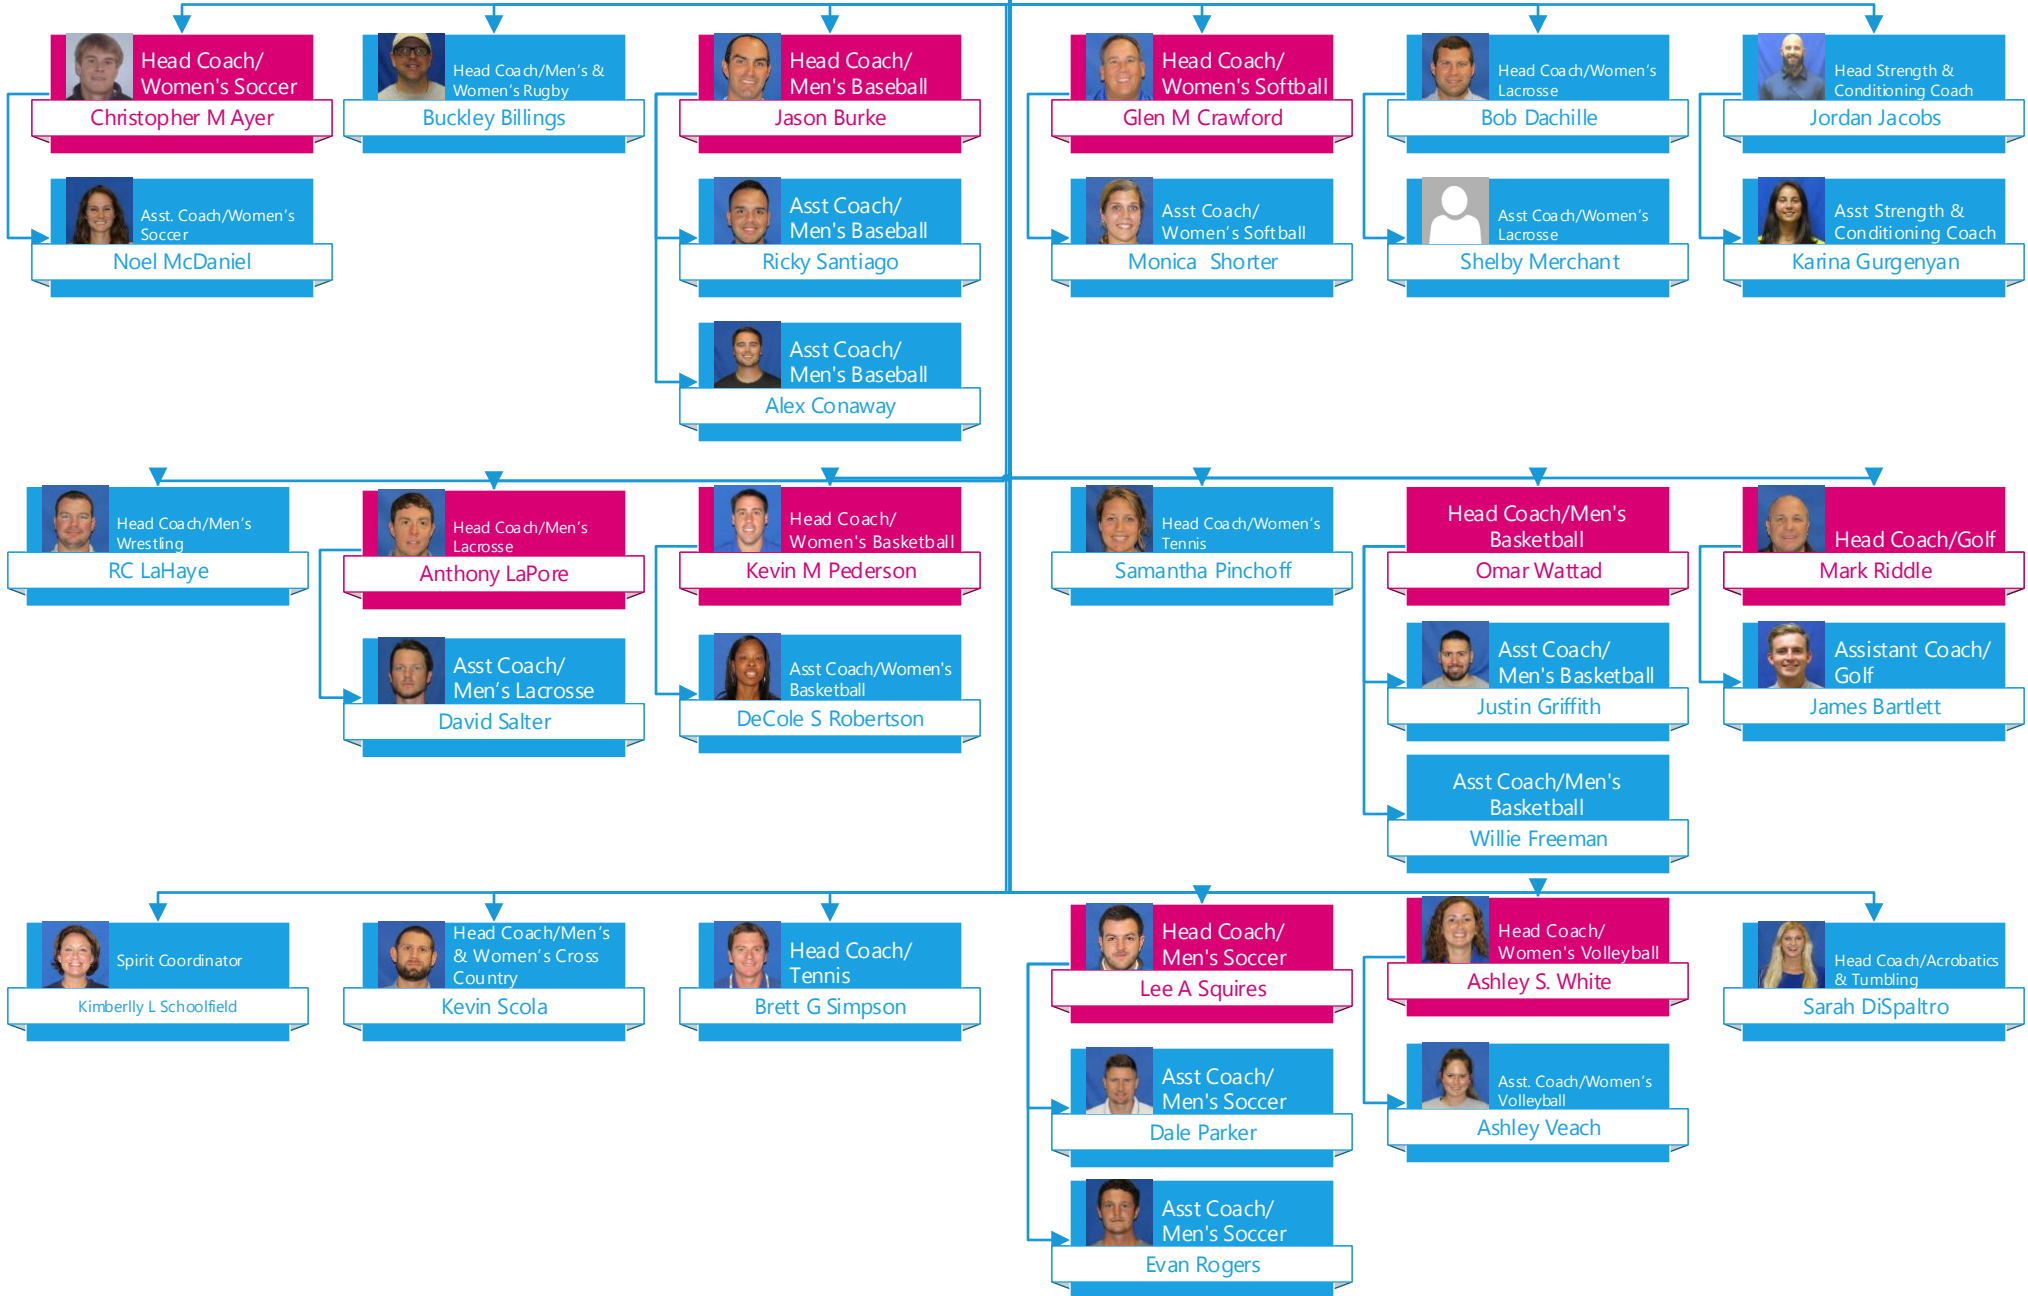 Head Coach/
Women's Soccer
Christopher M Ayer
Head Coach/Men's &
Women's Rugby
Buckley Billings
Head Coach/
Men's Baseball
Jason Burke
Head Coach/
Women's Softball
Glen M Crawford
Head Coach/Women's
Lacrosse
Bob Dachille
Head Strength &
Conditioning Coach
Jordan Jacobs
Asst. Coach/Women's
Soccer
Noel McDaniel
Asst Coach/
Men's Baseball
Ricky Santiago
Asst Coach/
Women's Softball
Monica Shorter
Asst Coach/Women's
Lacrosse
Shelby Merchant
Asst Strength &
Conditioning Coach
Karina Gurgenyan
Asst Coach/
Men's Baseball
Alex Conaway
Head Coach/Men's
Wrestling
RC LaHaye
Head Coach/Men's
Lacrosse
Anthony LaPore
Head Coach/
Women's Basketball
Kevin M Pederson
Head Coach/Women's
Tennis
Samantha Pinchoff
Head Coach/Men's
Basketball
Omar Wattad
Head Coach/Golf
Mark Riddle
Asst Coach/
Men's Lacrosse
David Salter
Asst Coach/Women's
Basketball
DeCole S Robertson
Asst Coach/
Men's Basketball
Justin Griffith
Assistant Coach/
Golf
James Bartlett
Asst Coach/Men's
Basketball
Willie Freeman
Spirit Coordinator
Kimberlly L Schoolfield
Head Coach/Men's
& Women's Cross
Country
Kevin Scola
Head Coach/
Tennis
Brett G Simpson
Head Coach/
Men's Soccer
Lee A Squires
Head Coach/
Women's Volleyball
Ashley S. White
Head Coach/Acrobatics
& Tumbling
Sarah DiSpaltro
Asst Coach/
Men's Soccer
Dale Parker
Asst. Coach/Women's
Volleyball
Ashley Veach
Asst Coach/
Men's Soccer
Evan Rogers